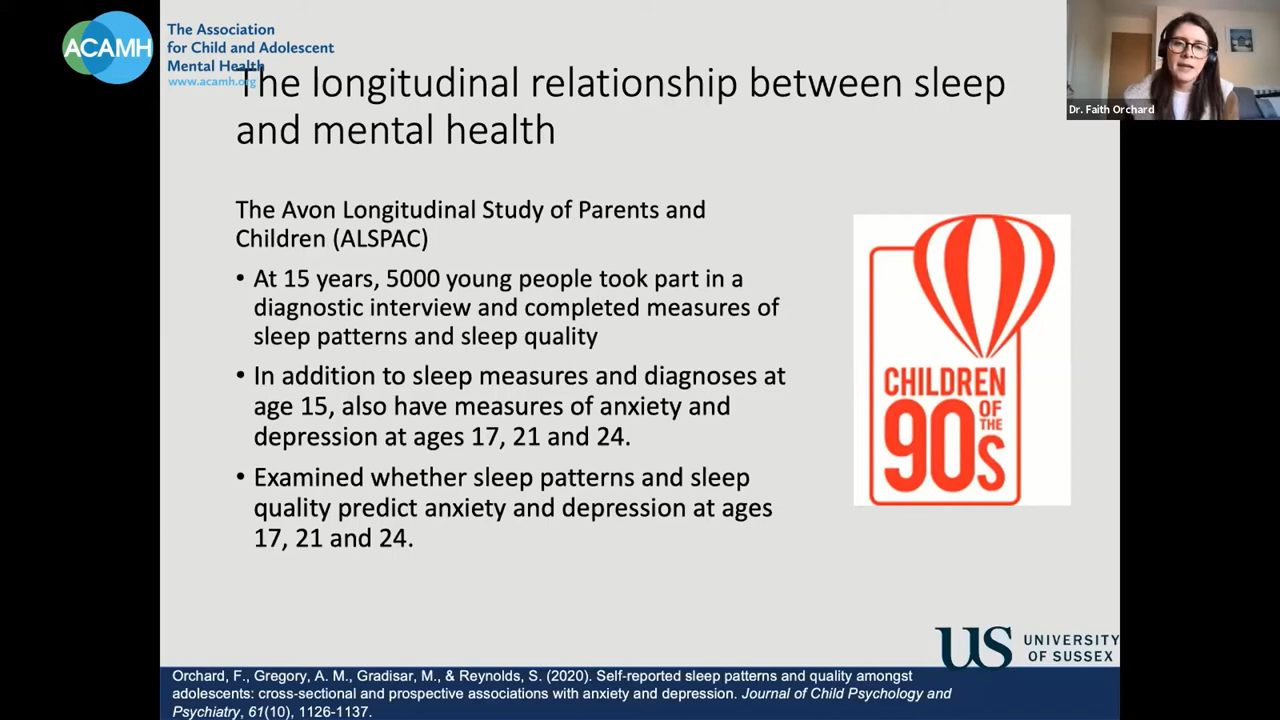 ACAMH
The Association
for Child and Adolescent
Mental Health
www.acamh.org
Dr. Faith Orchard
The longitudinal relationship between sleep
and mental health
The Avon Longitudinal Study of Parents and
Children (ALSPAC)
• At 15 years, 5000 young people took part in a
diagnostic interview and completed measures of
sleep patterns and sleep quality
• In addition to sleep measures and diagnoses at
age 15, also have measures of anxiety and
depression at ages 17, 21 and 24.
• Examined whether sleep patterns and sleep
quality predict anxiety and depression at ages
17, 21 and 24.
CHILDREN
90s OF
THE
US UNIVERSITY
OF SUSSEX
Orchard, F., Gregory, A. M., Gradisar, M., & Reynolds, S. (2020). Self-reported sleep patterns and quality amongst
adolescents: cross-sectional and prospective associations with anxiety and depression. Journal of Child Psychology and
Psychiatry, 61(10), 1126-1137.